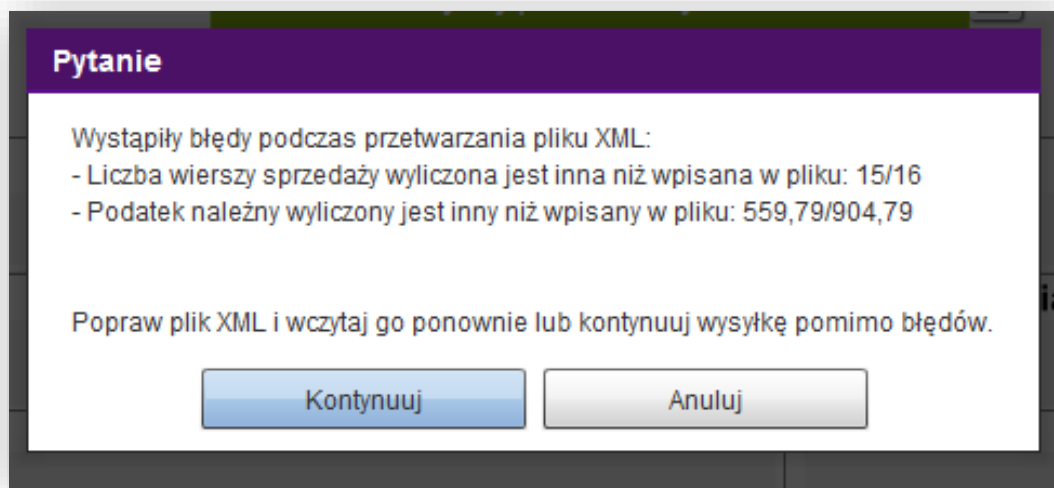 Pytanie
Wystąpiły błędy podczas przetwarzania pliku XML:
- Liczba wierszy sprzedaży wyliczona jest inna niż wpisana w pliku: 15/16
- Podatek należny wyliczony jest inny niż wpisany w pliku: 559,79/904,79
Popraw plik XML i wczytaj go ponownie lub kontynuuj wysyłkę pomimo błędów.
Kontynuuj Anuluj